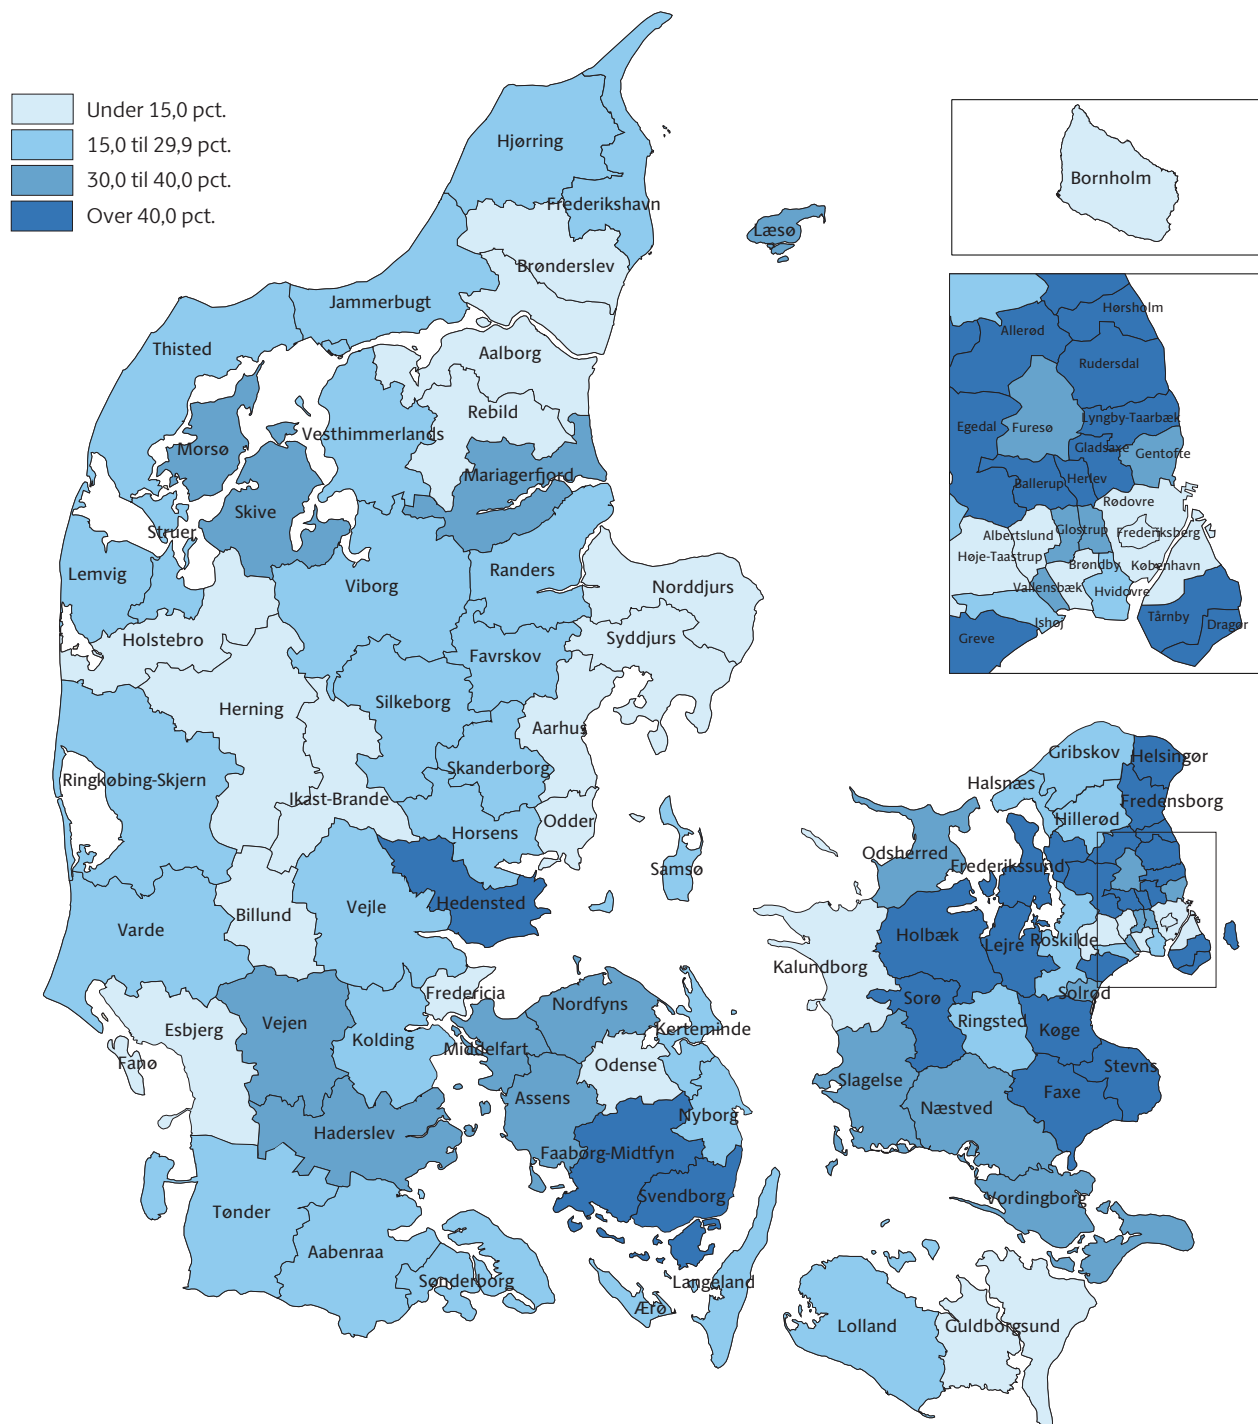 Under 15,0 pct.
15,0 til 29,9 pct.
30,0 til 40,0 pct.
Over 40,0 pct.
Hjørring
Frederikshavn
Læsø
Brønderslev
Jammerbugt
Thisted
Aalborg
Rebild
Vesthimmerlands
Morsø
Mariagerfjord
Skive
Struer
Lemvig
Viborg
Randers
Norddjurs
Holstebro
Syddjurs
Favrskov
Silkeborg
Herning
Aarhus
Skanderborg
Ringkøbing-Skjern
Ikast-Brande
Horsens
Odder
Samsø
Hedensted
Vejle
Billund
Varde
Fredericia
Esbjerg
Vejen
Kolding
Fanø
Haderslev
Tønder
Aabenraa
Sønderborg
Nordfyns
Kerteminde
Middelfart
Odense
Assens
Nyborg
Faaborg-Midtfyn
Svendborg
Langeland
Ærø
Bornholm
Hørsholm
Allerød
Rudersdal
Egedal
Furesø
Lyngby-Taarbæk
Gladsaxe
Gentofte
Ballerup
Herlev
Rødovre
Albertslund
Glostrup
Frederiksberg
Høje-Taastrup
Brøndby
København
Vallensbæk
Hvidovre
Ishøj
Tårnby
Dragør
Greve
Gribskov
Helsingør
Halsnæs
Fredensborg
Hillerød
Odsherred
Frederikssund
Holbæk
Lejre
Roskilde
Kalundborg
Solrød
Sorø
Ringsted
Køge
Stevns
Slagelse
Næstved
Faxe
Vordingborg
Lolland
Guldborgsund